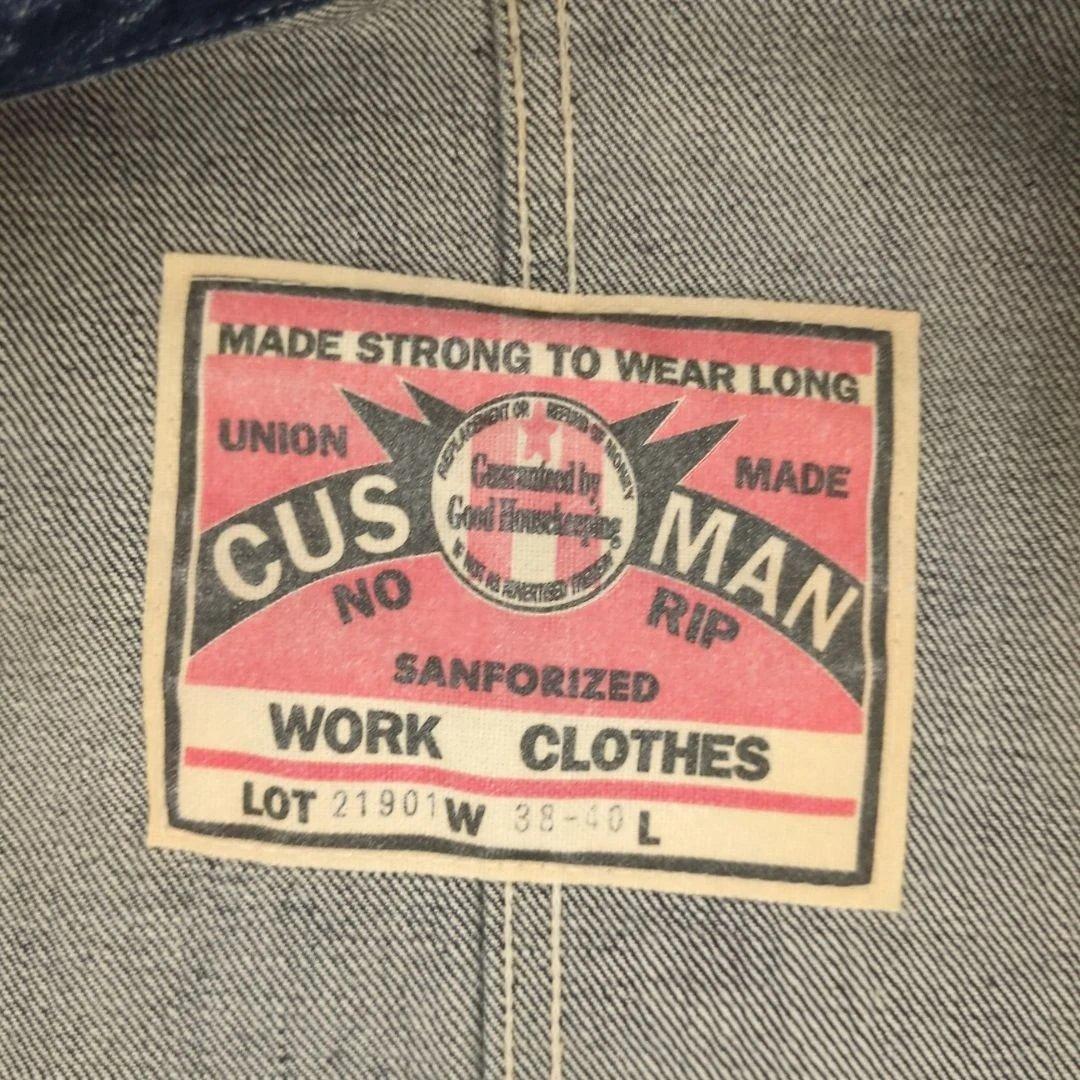 MADE STRONG TO WEAR LONG
UNION MADE
REPLACEMENT OR REFUND OF MONEY
Guaranteed by
Good Housekeeping
IF NOT AS ADVERTISED THEREIN
CUS MAN
NO RIP
SANFORIZED
WORK CLOTHES
LOT 21901 W 38-40 L